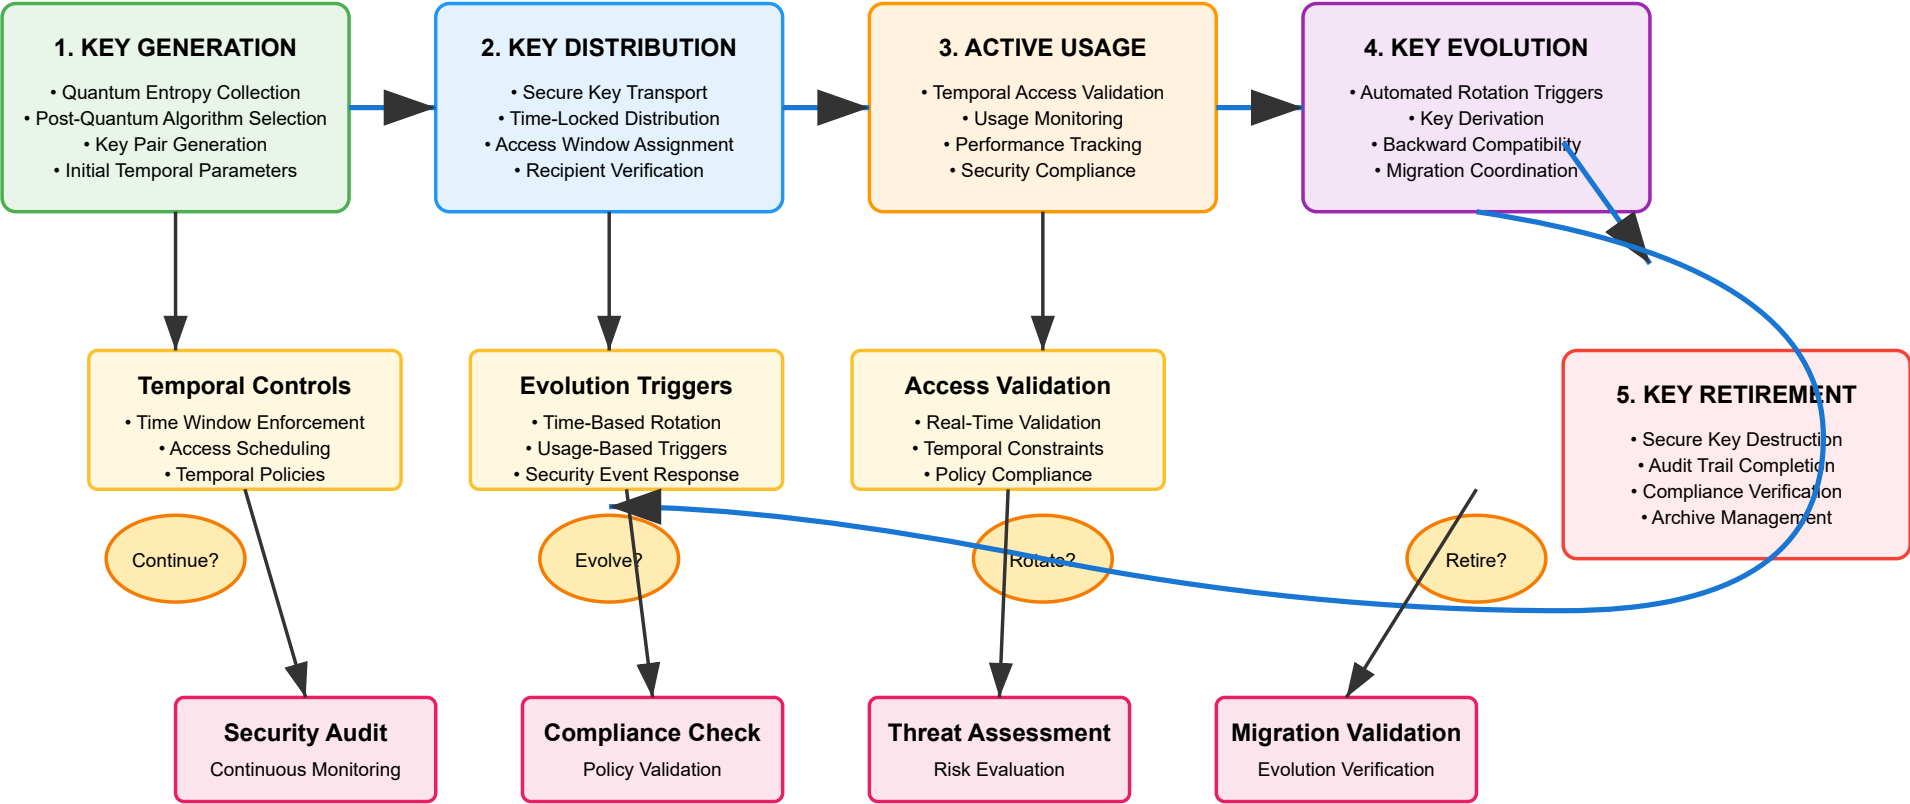 1. KEY GENERATION
• Quantum Entropy Collection
• Post-Quantum Algorithm Selection
• Key Pair Generation
• Initial Temporal Parameters
2. KEY DISTRIBUTION
• Secure Key Transport
• Time-Locked Distribution
• Access Window Assignment
• Recipient Verification
3. ACTIVE USAGE
• Temporal Access Validation
• Usage Monitoring
• Performance Tracking
• Security Compliance
4. KEY EVOLUTION
• Automated Rotation Triggers
• Key Derivation
• Backward Compatibility
• Migration Coordination
Temporal Controls
• Time Window Enforcement
• Access Scheduling
• Temporal Policies
Evolution Triggers
• Time-Based Rotation
• Usage-Based Triggers
• Security Event Response
Access Validation
• Real-Time Validation
• Temporal Constraints
• Policy Compliance
5. KEY RETIREMENT
• Secure Key Destruction
• Audit Trail Completion
• Compliance Verification
• Archive Management
Continue?
Evolve?
Rotate?
Retire?
Security Audit
Continuous Monitoring
Compliance Check
Policy Validation
Threat Assessment
Risk Evaluation
Migration Validation
Evolution Verification